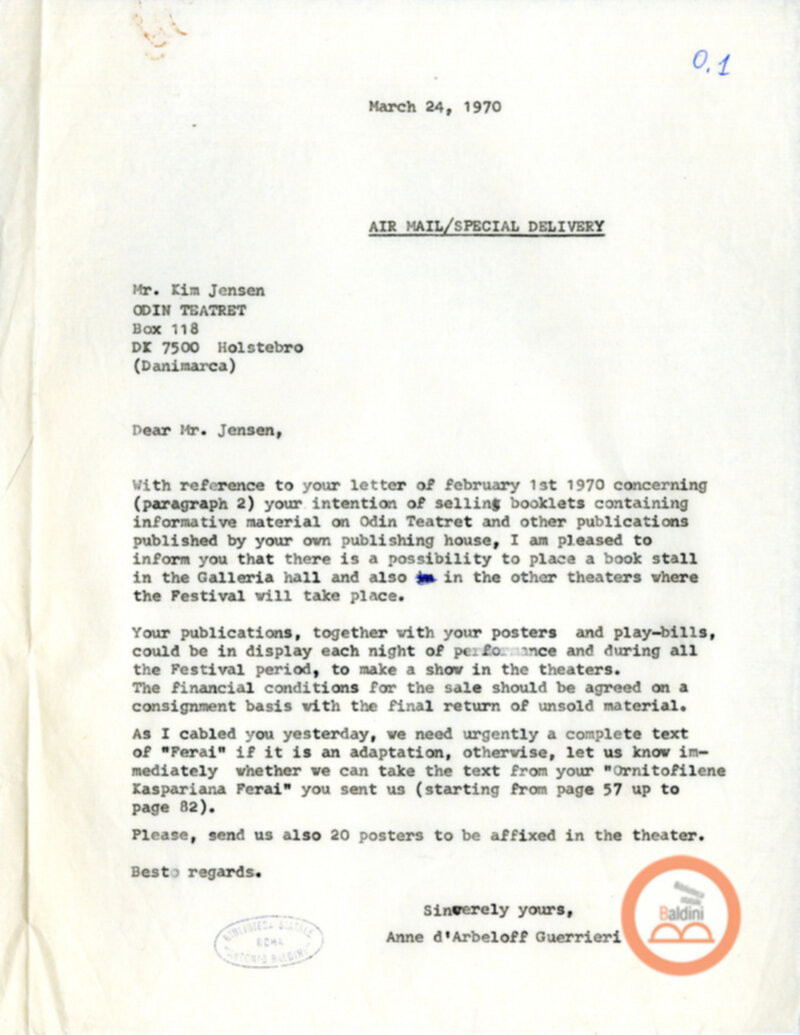 0.1
March 24, 1970
AIR MAIL/SPECIAL DELIVERY
Mr. Kim Jensen
ODIN TEATRET
Box 118
DK 7500 Holstebro
(Danimarca)
Dear Mr. Jensen,
With reference to your letter of february 1st 1970 concerning
(paragraph 2) your intention of selling booklets containing
informative material on Odin Teatret and other publications
published by your own publishing house, I am pleased to
inform you that there is a possibility to place a book stall
in the Galleria hall and also in the other theaters where
the Festival will take place.
Your publications, together with your posters and play-bills,
could be in display each night of performance and during all
the Festival period, to make a show in the theaters.
The financial conditions for the sale should be agreed on a
consignment basis with the final return of unsold material.
As I cabled you yesterday, we need urgently a complete text
of "Ferai" if it is an adaptation, otherwise, let us know im-
mediately whether we can take the text from your "Ornitofilene
Kaspariana Ferai" you sent us (starting from page 57 up to
page 82).
Please, send us also 20 posters to be affixed in the theater.
Best regards.
Sincerely yours,
Anne d'Arbeloff Guerrieri
BIBLIOTECA STATALE
ROMA
ANTONIO BALDINI
Biblioteca
statale
Baldini